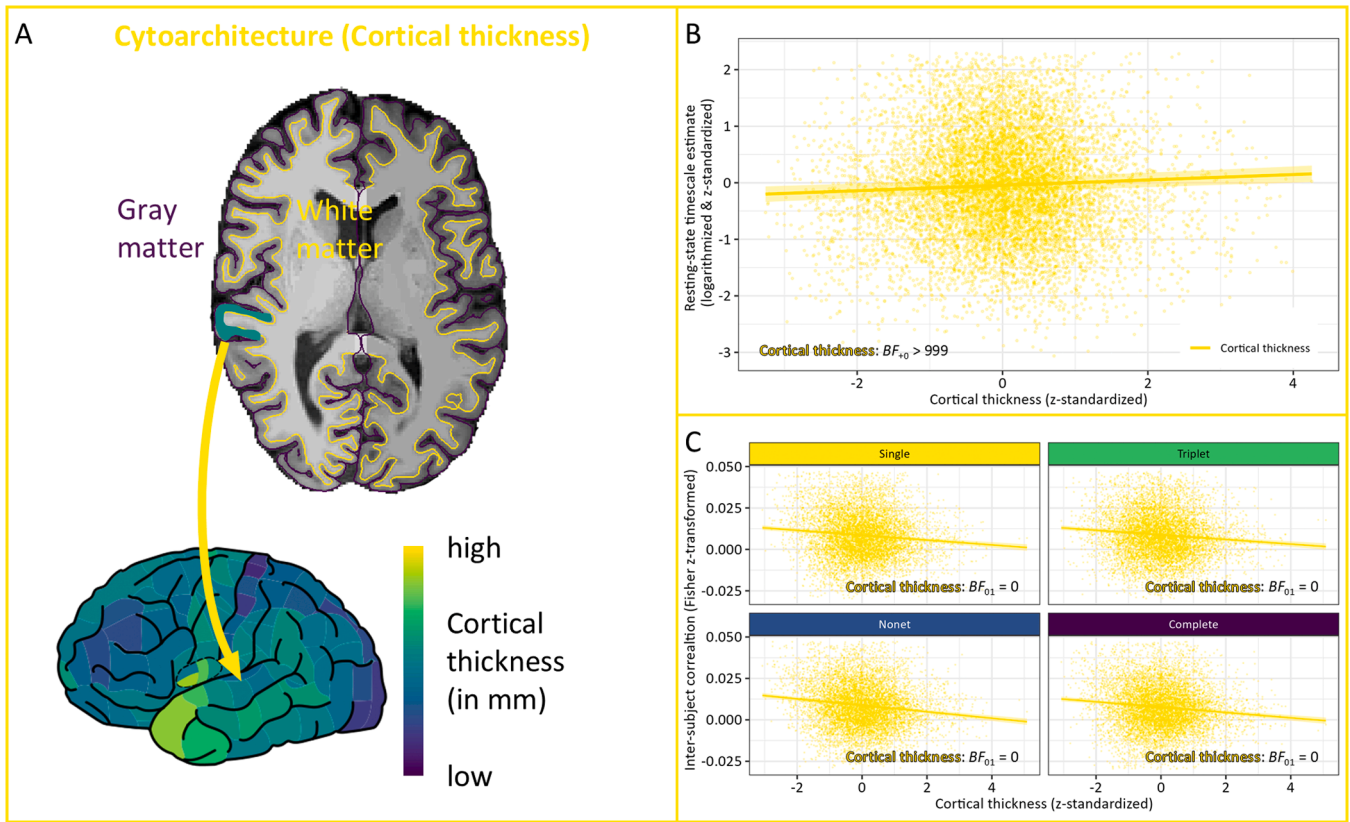 A
Cytoarchitecture (Cortical thickness)
Gray
matter
White
matter
high
Cortical
thickness
(in mm)
low
B
Resting-state timescale estimate
(logarithmized & z-standardized)
2
1
0
-1
-2
-3
Cortical thickness: BF+0 > 999
Cortical thickness
-2
0
2
4
Cortical thickness (z-standardized)
C
Inter-subject correaltion (Fisher z-transformed)
Single
Triplet
0.050
0.025
0.000
-0.025
Cortical thickness: BF01 = 0
Cortical thickness: BF01 = 0
Nonet
Complete
0.050
0.025
0.000
-0.025
Cortical thickness: BF01 = 0
Cortical thickness: BF01 = 0
-2
0
2
4
-2
0
2
4
Cortical thickness (z-standardized)